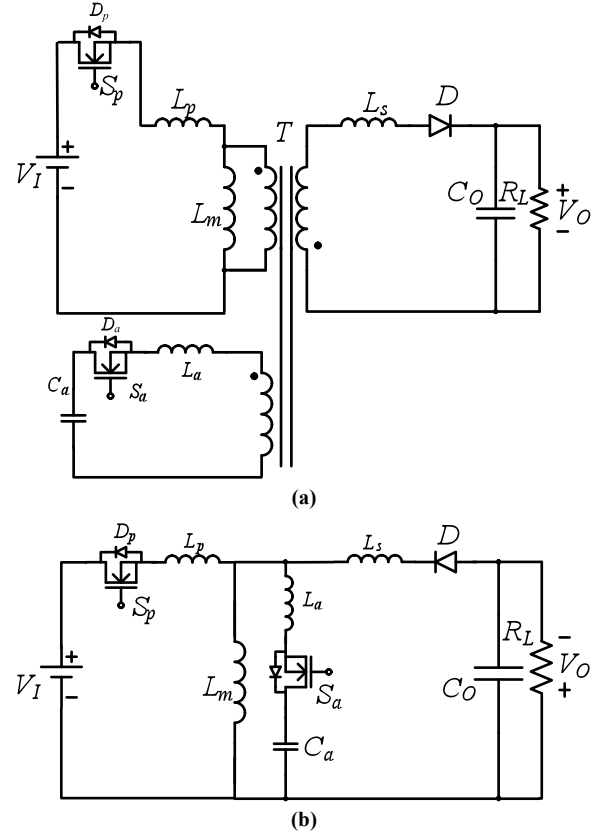 Dp
Sp
Lp
T
Ls
D
+
VI
−
Lm
CO
RL
+
VO
−
Da
Sa
La
Ca
(a)
Dp
Sp
Lp
Ls
D
La
+
VI
−
Lm
Sa
Ca
CO
RL
−
VO
+
(b)